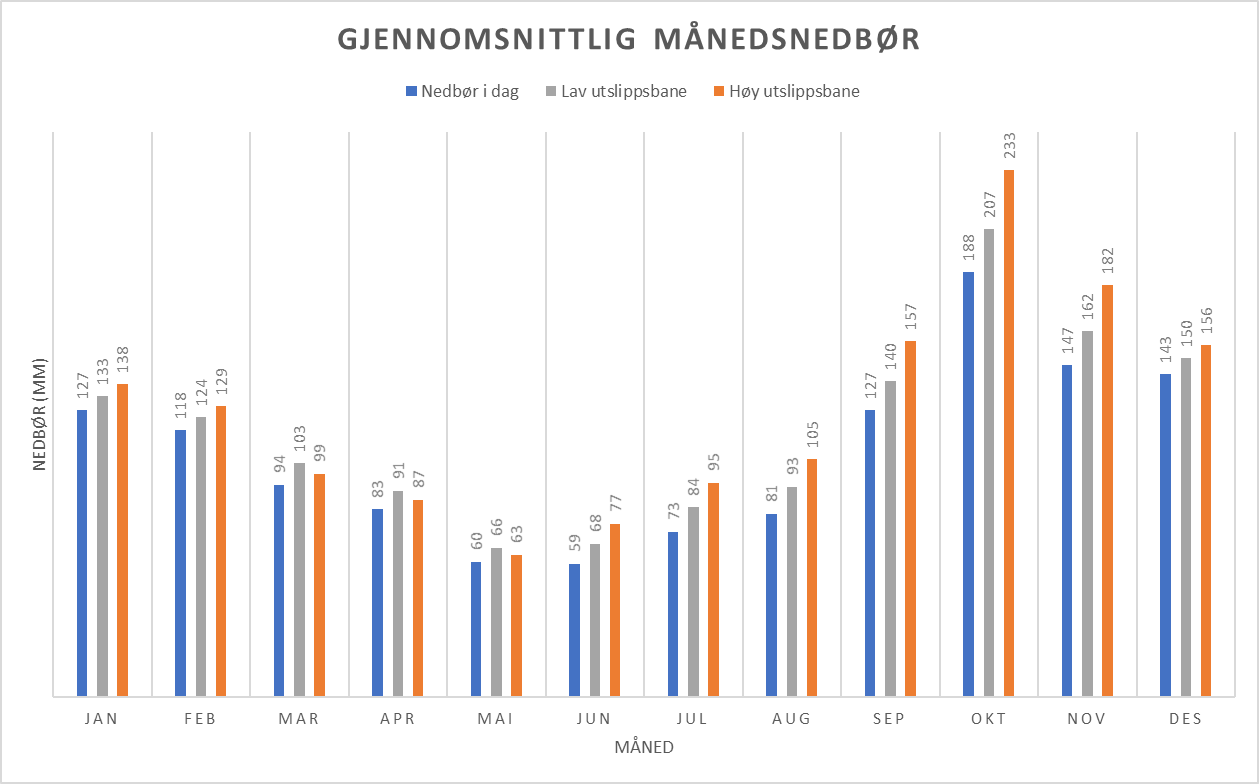 GJENNOMSNITTLIG MÅNEDSNEDBØR
Nedbør i dag Lav utslippsbane Høy utslippsbane
NEDBØR (MM)
127 133 138
118 124 129
94 103 99
83 91 87
60 66 63
59 68 77
73 84 95
81 93 105
127 140 157
188 207 233
147 162 182
143 150 156
JAN FEB MAR APR MAI JUN JUL AUG SEP OKT NOV DES
MÅNED